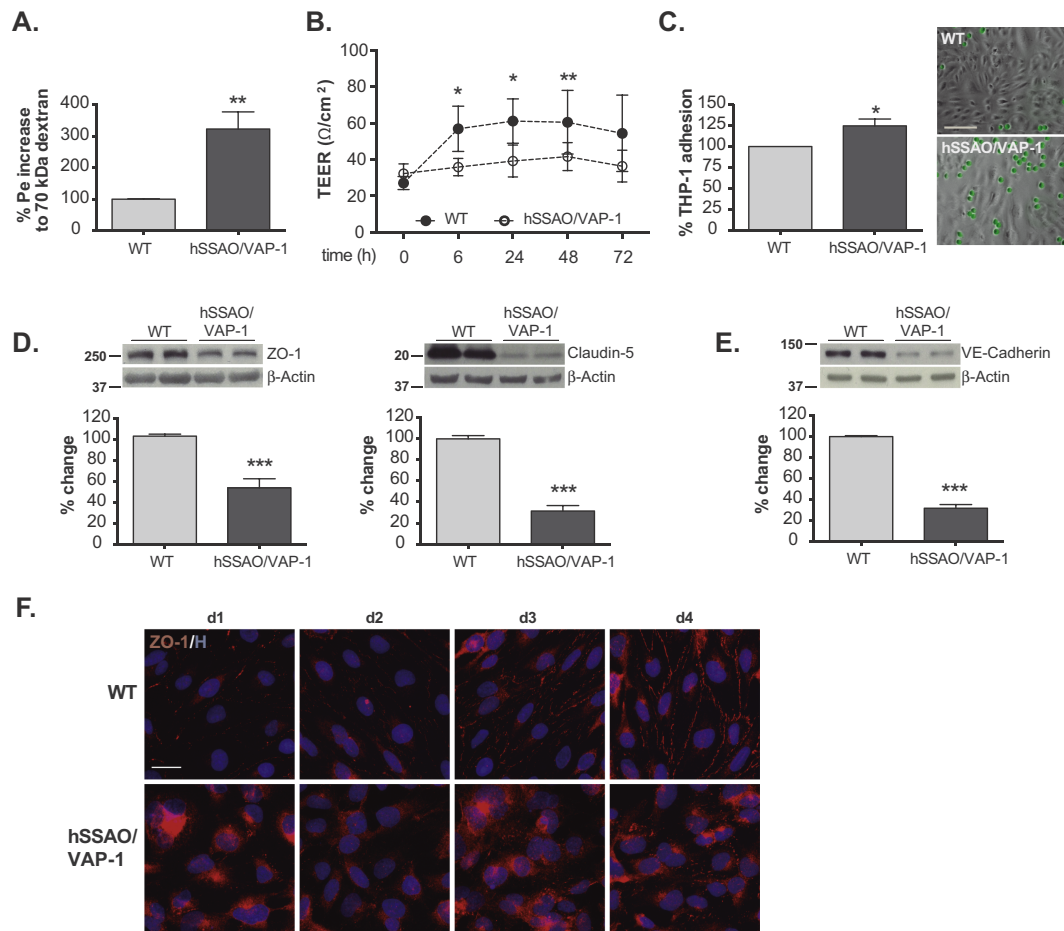 A.
% Pe increase
to 70 kDa dextran
400
300
200
100
0
**
WT
hSSAO/VAP-1
B.
TEER (Ω/cm²)
100
80
60
40
20
0
*
*
**
WT
hSSAO/VAP-1
time (h)
0
6
24
48
72
C.
% THP-1 adhesion
150
125
100
75
50
25
0
*
WT
hSSAO/VAP-1
WT
hSSAO/VAP-1
D.
WT
hSSAO/
VAP-1
250
ZO-1
β-Actin
37
% change
120
100
80
60
40
20
0
***
WT
hSSAO/VAP-1
WT
hSSAO/
VAP-1
20
Claudin-5
β-Actin
37
% change
120
100
80
60
40
20
0
***
WT
hSSAO/VAP-1
E.
WT
hSSAO/
VAP-1
150
VE-Cadherin
β-Actin
37
% change
120
100
80
60
40
20
0
***
WT
hSSAO/VAP-1
F.
d1
d2
d3
d4
ZO-1/H
WT
hSSAO/
VAP-1